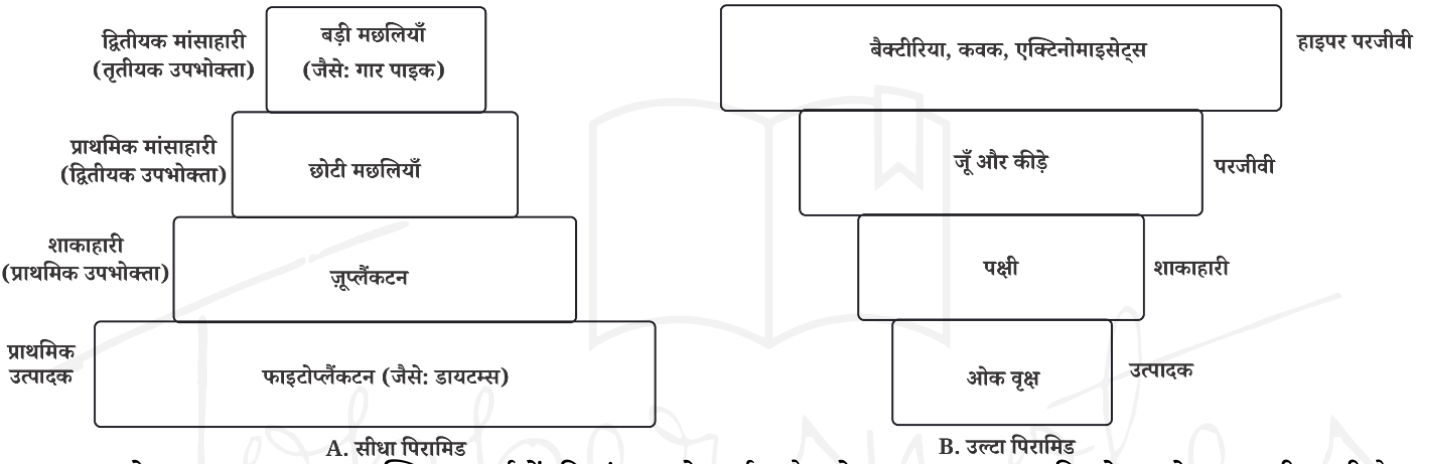 द्वितीयक मांसाहारी
(तृतीयक उपभोक्ता)
बड़ी मछलियाँ
(जैसे: गार पाइक)
प्राथमिक मांसाहारी
(द्वितीयक उपभोक्ता)
छोटी मछलियाँ
शाकाहारी
(प्राथमिक उपभोक्ता)
ज़ूप्लैंकटन
प्राथमिक
उत्पादक
फाइटोप्लैंकटन (जैसे: डायटम्स)
A. सीधा पिरामिड
बैक्टीरिया, कवक, एक्टिनोमाइसेट्स
हाइपर परजीवी
जूँ और कीड़े
परजीवी
पक्षी
शाकाहारी
ओक वृक्ष
उत्पादक
B. उल्टा पिरामिड